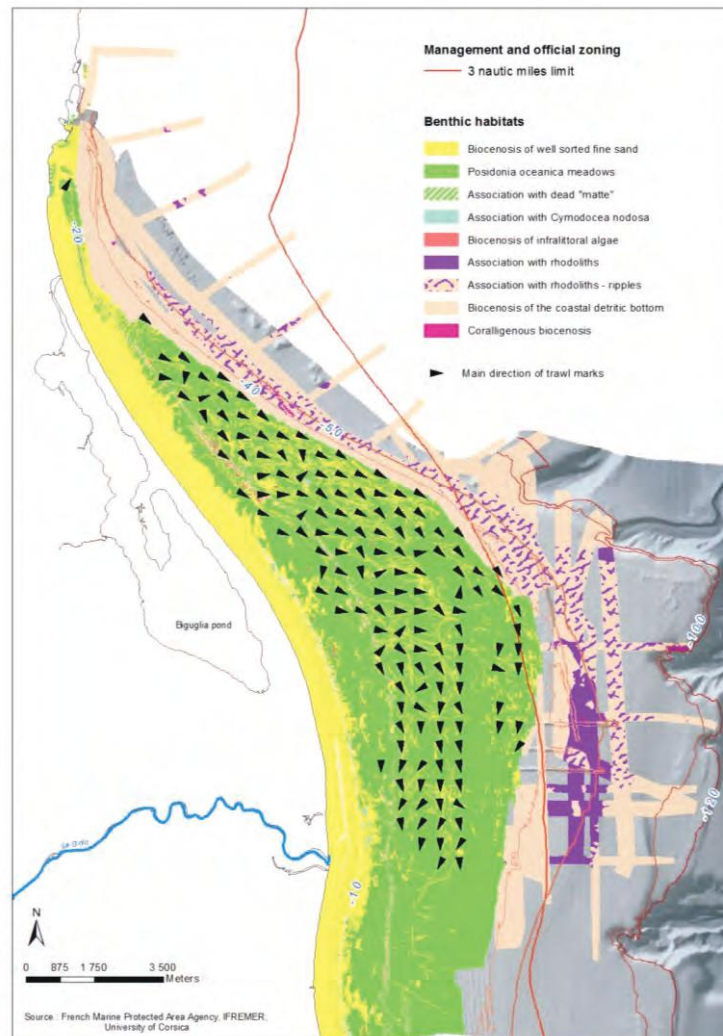 Management and official zoning
3 nautic miles limit
Benthic habitats
Biocenosis of well sorted fine sand
Posidonia oceanica meadows
Association with dead "matte"
Association with Cymodocea nodosa
Biocenosis of infralittoral algae
Association with rhodoliths
Association with rhodoliths - ripples
Biocenosis of the coastal detritic bottom
Coralligenous biocenosis
Main direction of trawl marks
-20
-40
-60
Biguglia pond
-100
-120
-10
N
0 875 1 750 3 500
Meters
Source : French Marine Protected Area Agency, IFREMER,
University of Corsica